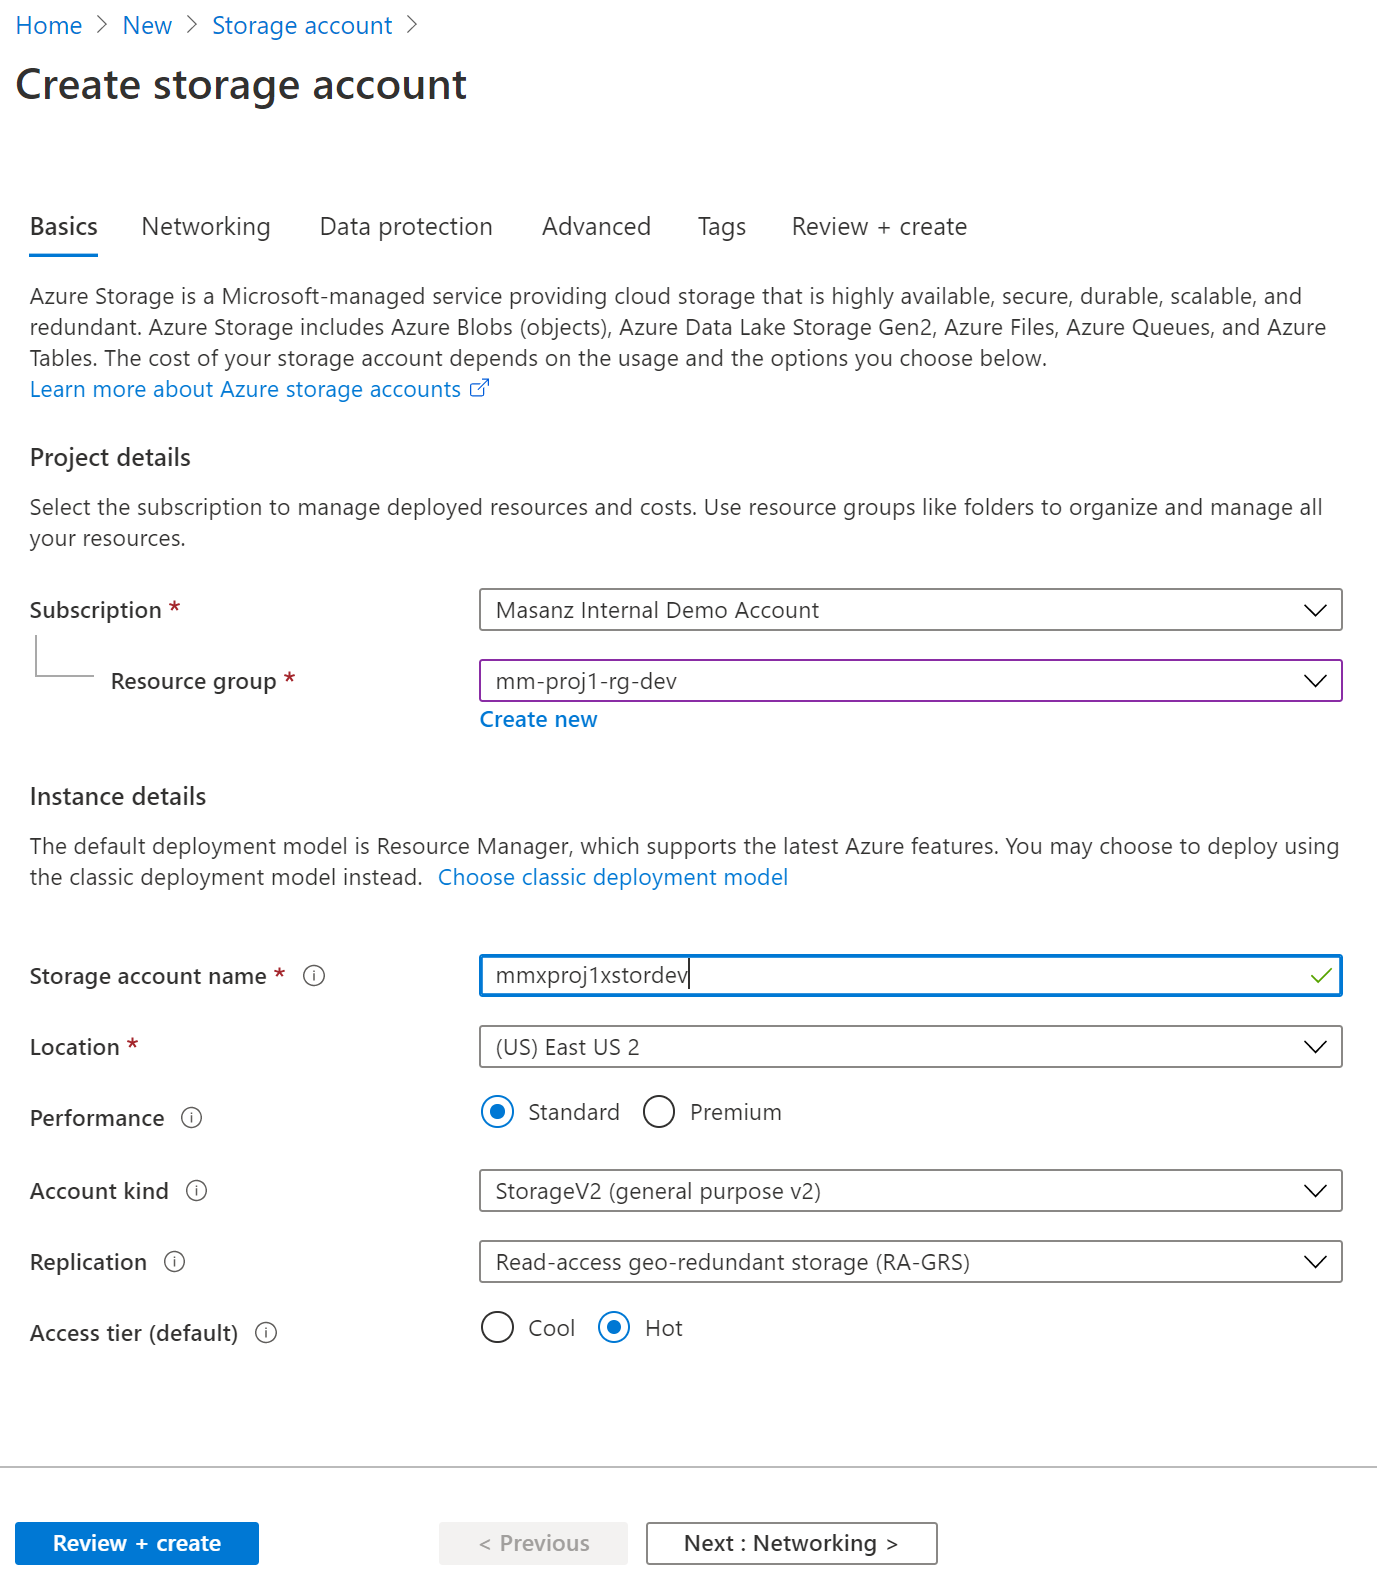 Home > New > Storage account >
Create storage account
Basics Networking Data protection Advanced Tags Review + create
Azure Storage is a Microsoft-managed service providing cloud storage that is highly available, secure, durable, scalable, and
redundant. Azure Storage includes Azure Blobs (objects), Azure Data Lake Storage Gen2, Azure Files, Azure Queues, and Azure
Tables. The cost of your storage account depends on the usage and the options you choose below.
Learn more about Azure storage accounts
Project details
Select the subscription to manage deployed resources and costs. Use resource groups like folders to organize and manage all
your resources.
Subscription * Masanz Internal Demo Account
Resource group * mm-proj1-rg-dev
Create new
Instance details
The default deployment model is Resource Manager, which supports the latest Azure features. You may choose to deploy using
the classic deployment model instead. Choose classic deployment model
Storage account name * mmxproj1xstordev
Location * (US) East US 2
Performance Standard Premium
Account kind StorageV2 (general purpose v2)
Replication Read-access geo-redundant storage (RA-GRS)
Access tier (default) Cool Hot
Review + create < Previous Next : Networking >